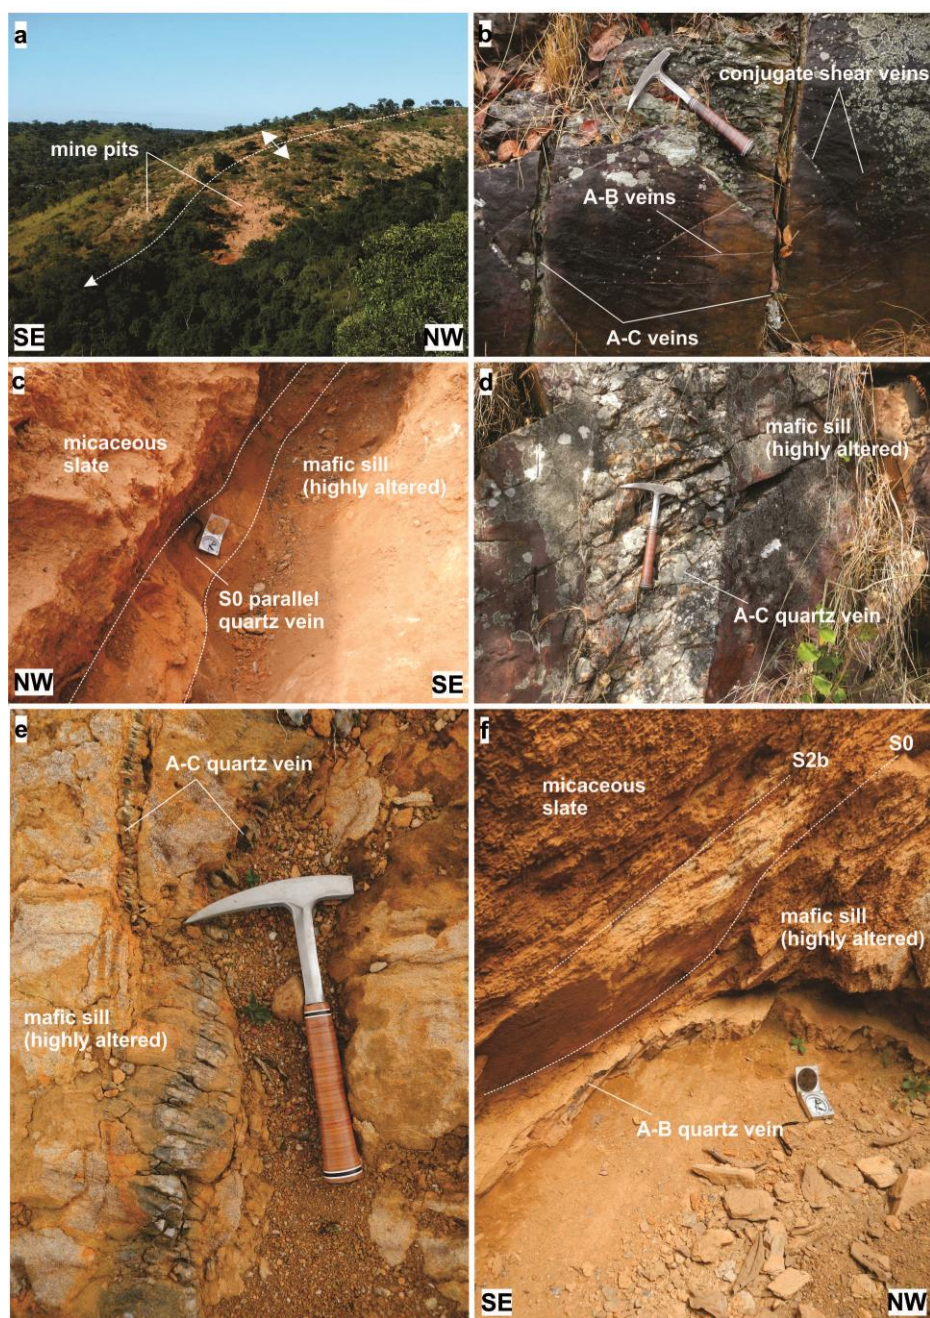 a
mine pits
SE
NW
b
conjugate shear veins
A-B veins
A-C veins
c
micaceous
slate
mafic sill
(highly altered)
S0 parallel
quartz vein
NW
SE
d
mafic sill
(highly altered)
A-C quartz vein
e
A-C quartz vein
mafic sill
(highly altered)
f
S2b
S0
micaceous
slate
mafic sill
(highly altered)
A-B quartz vein
SE
NW